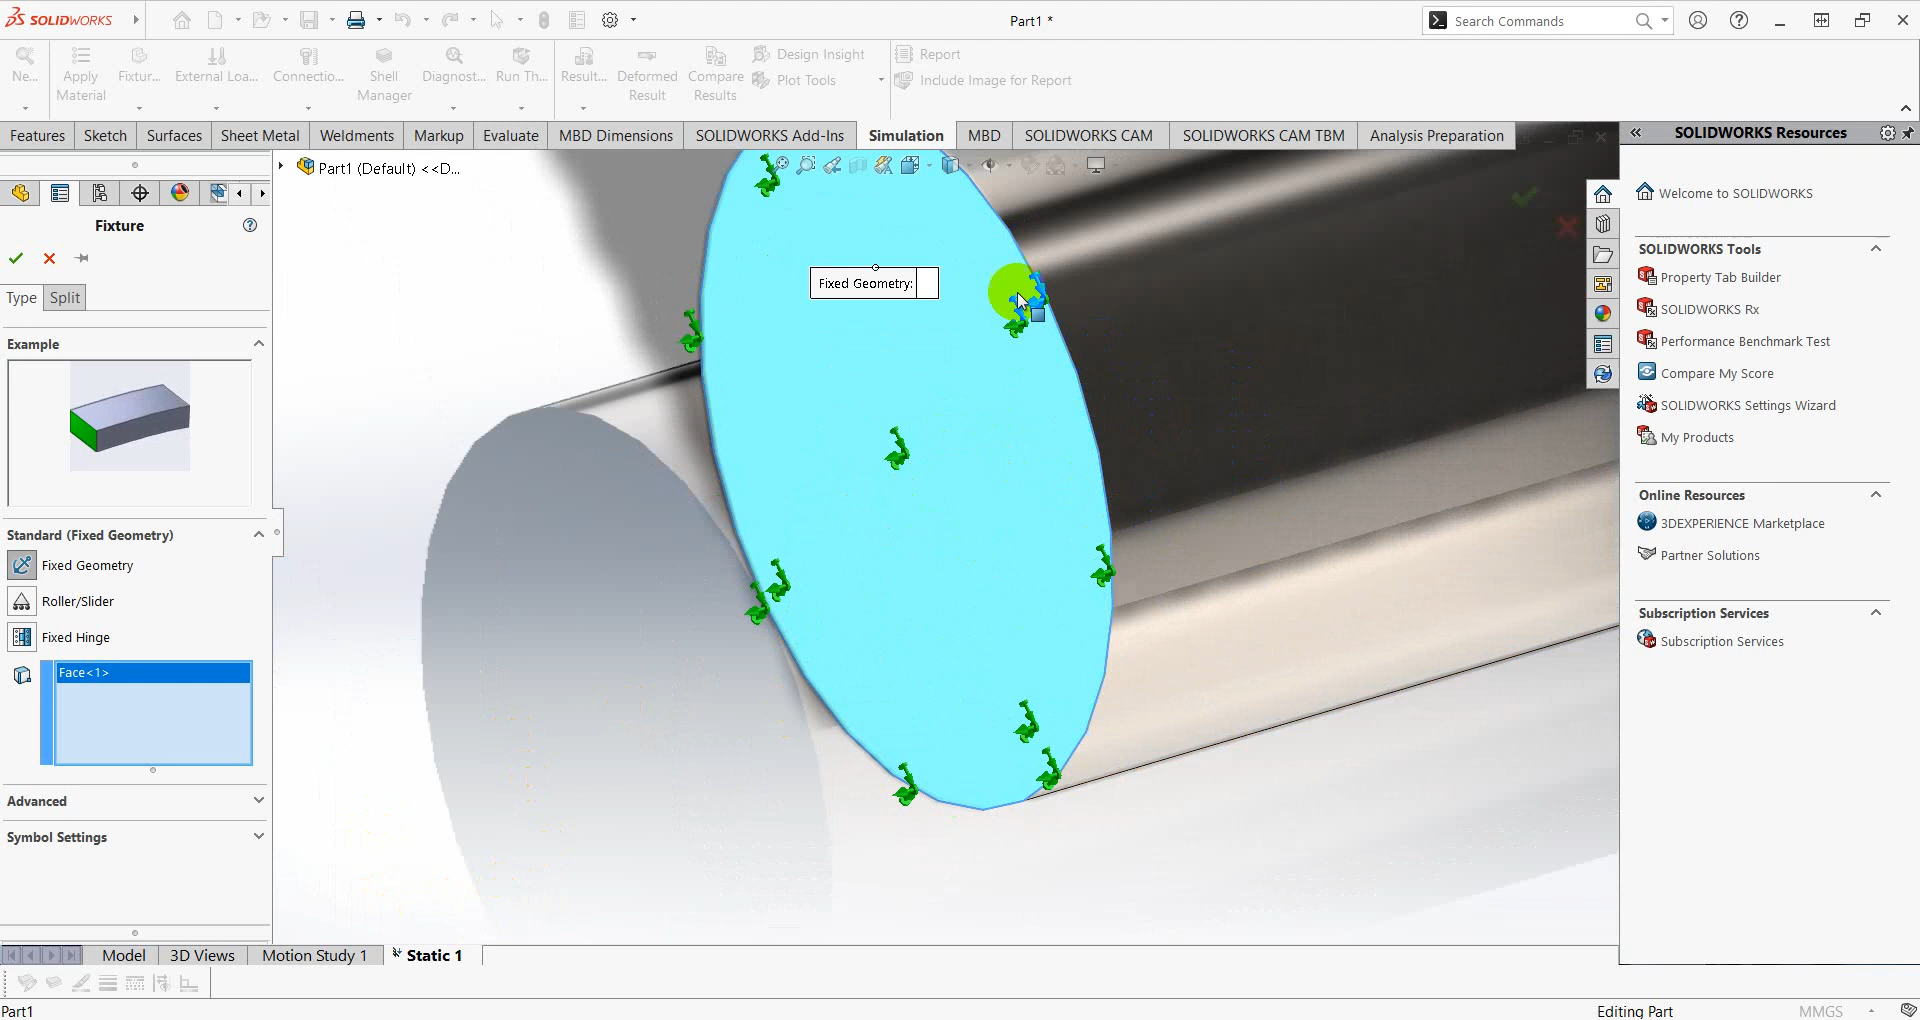 SOLIDWORKS
Part1 *
Search Commands
Ne...
Apply Material
Fixtur...
External Loa...
Connectio...
Shell Manager
Diagnost...
Run Th...
Result...
Deformed Result
Compare Results
Design Insight
Plot Tools
Report
Include Image for Report
Features
Sketch
Surfaces
Sheet Metal
Weldments
Markup
Evaluate
MBD Dimensions
SOLIDWORKS Add-Ins
Simulation
MBD
SOLIDWORKS CAM
SOLIDWORKS CAM TBM
Analysis Preparation
Part1 (Default) <<D...
Fixture
Type
Split
Example
Standard (Fixed Geometry)
Fixed Geometry
Roller/Slider
Fixed Hinge
Face<1>
Advanced
Symbol Settings
Fixed Geometry:
SOLIDWORKS Resources
Welcome to SOLIDWORKS
SOLIDWORKS Tools
Property Tab Builder
SOLIDWORKS Rx
Performance Benchmark Test
Compare My Score
SOLIDWORKS Settings Wizard
My Products
Online Resources
3DEXPERIENCE Marketplace
Partner Solutions
Subscription Services
Subscription Services
Model
3D Views
Motion Study 1
Static 1
Part1
Editing Part
MMGS